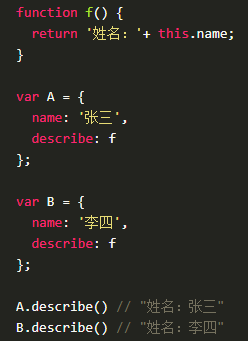 function f() {
  return '姓名：'+ this.name;
}
var A = {
  name: '张三',
  describe: f
};
var B = {
  name: '李四',
  describe: f
};
A.describe() // "姓名：张三"
B.describe() // "姓名：李四"